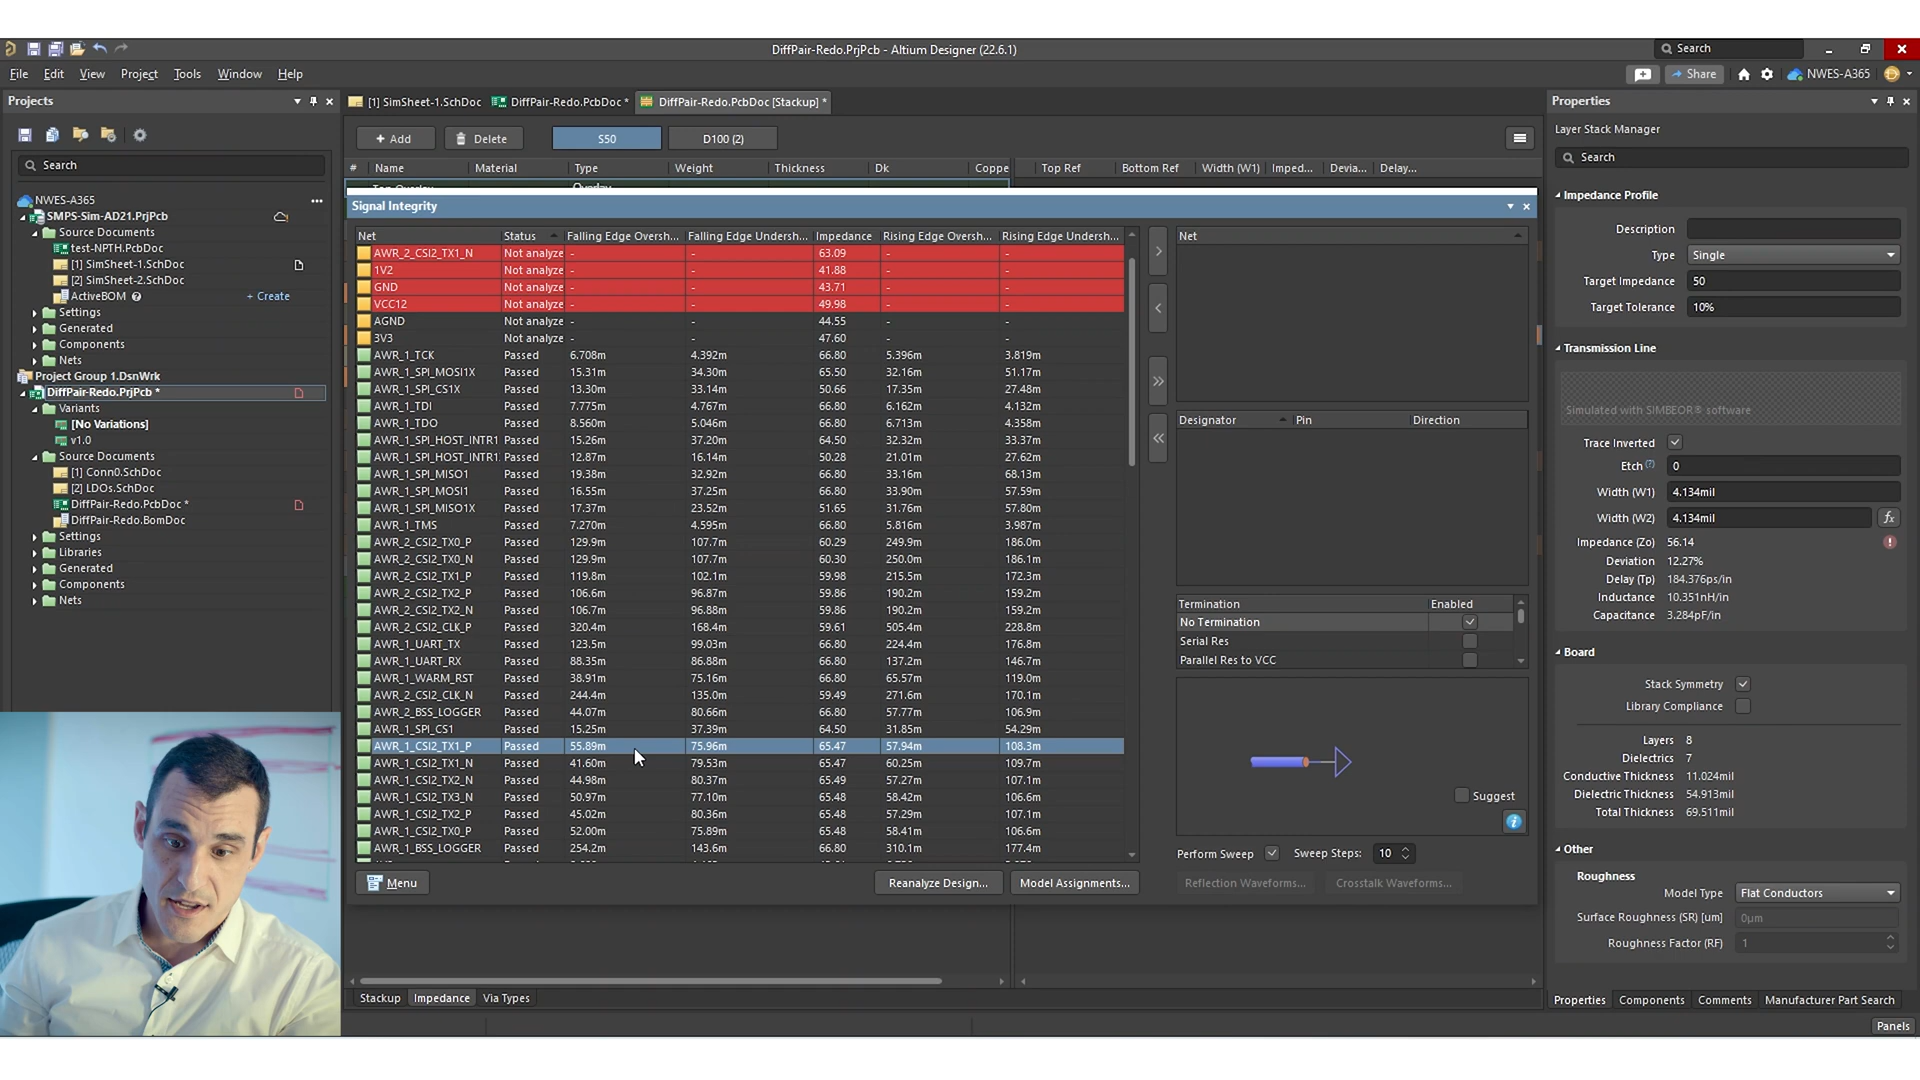 DiffPair-Redo.PrjPcb - Altium Designer (22.6.1)
Search
File Edit View Project Tools Window Help
Share
NWES-A365
Projects
Search
NWES-A365
SMPS-Sim-AD21.PrjPcb
Source Documents
test-NPTH.PcbDoc
[1] SimSheet-1.SchDoc
[2] SimSheet-2.SchDoc
ActiveBOM
+ Create
Settings
Generated
Components
Nets
Project Group 1.DsnWrk
DiffPair-Redo.PrjPcb *
Variants
[No Variations]
v1.0
Source Documents
[1] Conn0.SchDoc
[2] LDOs.SchDoc
DiffPair-Redo.PcbDoc *
DiffPair-Redo.BomDoc
Settings
Libraries
Generated
Components
Nets
[1] SimSheet-1.SchDoc
DiffPair-Redo.PcbDoc *
DiffPair-Redo.PcbDoc [Stackup] *
+ Add
Delete
S50
D100 (2)
# Name Material Type Weight Thickness Dk Coppe Top Ref Bottom Ref Width (W1) Imped... Devia... Delay...
Signal Integrity
Net Status Falling Edge Oversh... Falling Edge Undersh... Impedance Rising Edge Oversh... Rising Edge Undersh...
AWR_2_CSI2_TX1_N Not analyze - - 63.09 - -
1V2 Not analyze - - 41.88 - -
GND Not analyze - - 43.71 - -
VCC12 Not analyze - - 49.98 - -
AGND Not analyze - - 44.55 - -
3V3 Not analyze - - 47.60 - -
AWR_1_TCK Passed 6.708m 4.392m 66.80 5.396m 3.819m
AWR_1_SPI_MOSI1X Passed 15.31m 34.30m 65.50 32.16m 51.17m
AWR_1_SPI_CS1X Passed 13.30m 33.14m 50.66 17.35m 27.48m
AWR_1_TDI Passed 7.775m 4.767m 66.80 6.162m 4.132m
AWR_1_TDO Passed 8.560m 5.046m 66.80 6.713m 4.358m
AWR_1_SPI_HOST_INTR1 Passed 15.26m 37.20m 64.50 32.32m 33.37m
AWR_1_SPI_HOST_INTR1. Passed 12.87m 16.14m 50.28 21.01m 27.62m
AWR_1_SPI_MISO1 Passed 19.38m 32.92m 66.80 33.16m 68.13m
AWR_1_SPI_MOSI1 Passed 16.55m 37.25m 66.80 33.90m 57.59m
AWR_1_SPI_MISO1X Passed 17.37m 23.52m 51.65 31.76m 57.80m
AWR_1_TMS Passed 7.270m 4.595m 66.80 5.816m 3.987m
AWR_2_CSI2_TX0_P Passed 129.9m 107.7m 60.29 249.9m 186.0m
AWR_2_CSI2_TX0_N Passed 129.9m 107.7m 60.30 250.0m 186.1m
AWR_2_CSI2_TX1_P Passed 119.8m 102.1m 59.98 215.5m 172.3m
AWR_2_CSI2_TX2_P Passed 106.6m 96.87m 59.86 190.2m 159.2m
AWR_2_CSI2_TX2_N Passed 106.7m 96.88m 59.86 190.2m 159.2m
AWR_2_CSI2_CLK_P Passed 320.4m 168.4m 59.61 505.4m 228.8m
AWR_1_UART_TX Passed 123.5m 99.03m 66.80 224.4m 176.8m
AWR_1_UART_RX Passed 88.35m 86.88m 66.80 137.2m 146.7m
AWR_1_WARM_RST Passed 38.91m 75.16m 66.80 65.57m 119.0m
AWR_2_CSI2_CLK_N Passed 244.4m 135.0m 59.49 271.6m 170.1m
AWR_2_BSS_LOGGER Passed 44.07m 80.66m 66.80 57.77m 106.9m
AWR_1_SPI_CS1 Passed 15.25m 37.39m 64.50 31.85m 54.29m
AWR_1_CSI2_TX1_P Passed 55.89m 75.96m 65.47 57.94m 108.3m
AWR_1_CSI2_TX1_N Passed 41.60m 79.53m 65.47 60.25m 109.7m
AWR_1_CSI2_TX2_N Passed 44.98m 80.37m 65.49 57.27m 107.1m
AWR_1_CSI2_TX3_N Passed 50.97m 77.10m 65.48 58.42m 106.6m
AWR_1_CSI2_TX2_P Passed 45.02m 80.36m 65.48 57.29m 107.1m
AWR_1_CSI2_TX0_P Passed 52.00m 75.89m 65.48 58.41m 106.6m
AWR_1_BSS_LOGGER Passed 254.2m 143.6m 66.80 310.1m 177.4m
Menu
Reanalyze Design...
Model Assignments...
Net
Designator Pin Direction
Termination Enabled
No Termination
Serial Res
Parallel Res to VCC
Suggest
Perform Sweep
Sweep Steps: 10
Reflection Waveforms...
Crosstalk Waveforms...
Stackup Impedance Via Types
Properties
Layer Stack Manager
Search
Impedance Profile
Description
Type Single
Target Impedance 50
Target Tolerance 10%
Transmission Line
Simulated with SIMBEOR® software
Trace Inverted
Etch [?] 0
Width (W1) 4.134mil
Width (W2) 4.134mil
fx
Impedance (Zo) 56.14
Deviation 12.27%
Delay (Tp) 184.376ps/in
Inductance 10.351nH/in
Capacitance 3.284pF/in
Board
Stack Symmetry
Library Compliance
Layers 8
Dielectrics 7
Conductive Thickness 11.024mil
Dielectric Thickness 54.913mil
Total Thickness 69.511mil
Other
Roughness
Model Type Flat Conductors
Surface Roughness (SR) [um] 0µm
Roughness Factor (RF) 1
Properties Components Comments Manufacturer Part Search
Panels